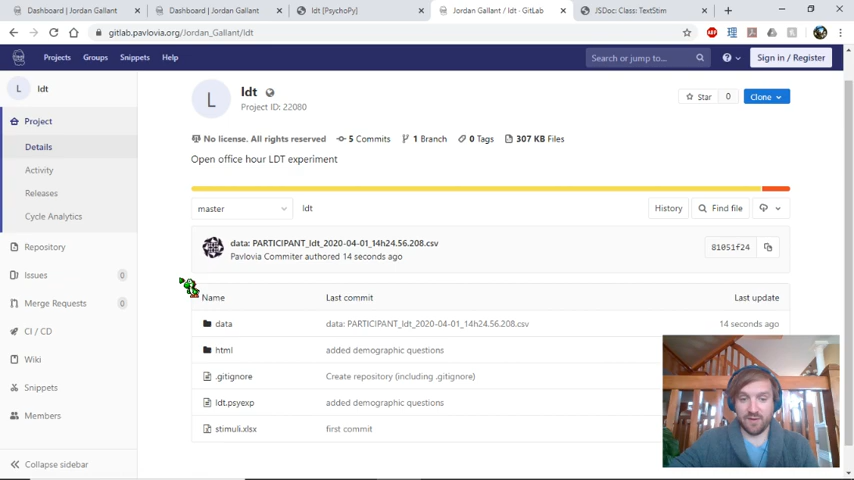 Dashboard | Jordan Gallant |
Dashboard | Jordan Gallant |
ldt [PsychoPy]
Jordan Gallant / ldt · GitLab
JSDoc: Class: TextStim
gitlab.pavlovia.org/Jordan_Gallant/ldt
ABP
Projects
Groups
Snippets
Help
Search or jump to...
Sign in / Register
L
ldt
Project
Details
Activity
Releases
Cycle Analytics
Repository
Issues
0
Merge Requests
0
CI / CD
Wiki
Snippets
Members
Collapse sidebar
L
ldt
Project ID: 22080
Star
0
Clone
No license. All rights reserved
5 Commits
1 Branch
0 Tags
307 KB Files
Open office hour LDT experiment
master
ldt
History
Find file
data: PARTICIPANT_ldt_2020-04-01_14h24.56.208.csv
Pavlovia Commiter authored 14 seconds ago
81051f24
Name
Last commit
Last update
data
data: PARTICIPANT_ldt_2020-04-01_14h24.56.208.csv
14 seconds ago
html
added demographic questions
.gitignore
Create repository (including .gitignore)
ldt.psyexp
added demographic questions
stimuli.xlsx
first commit